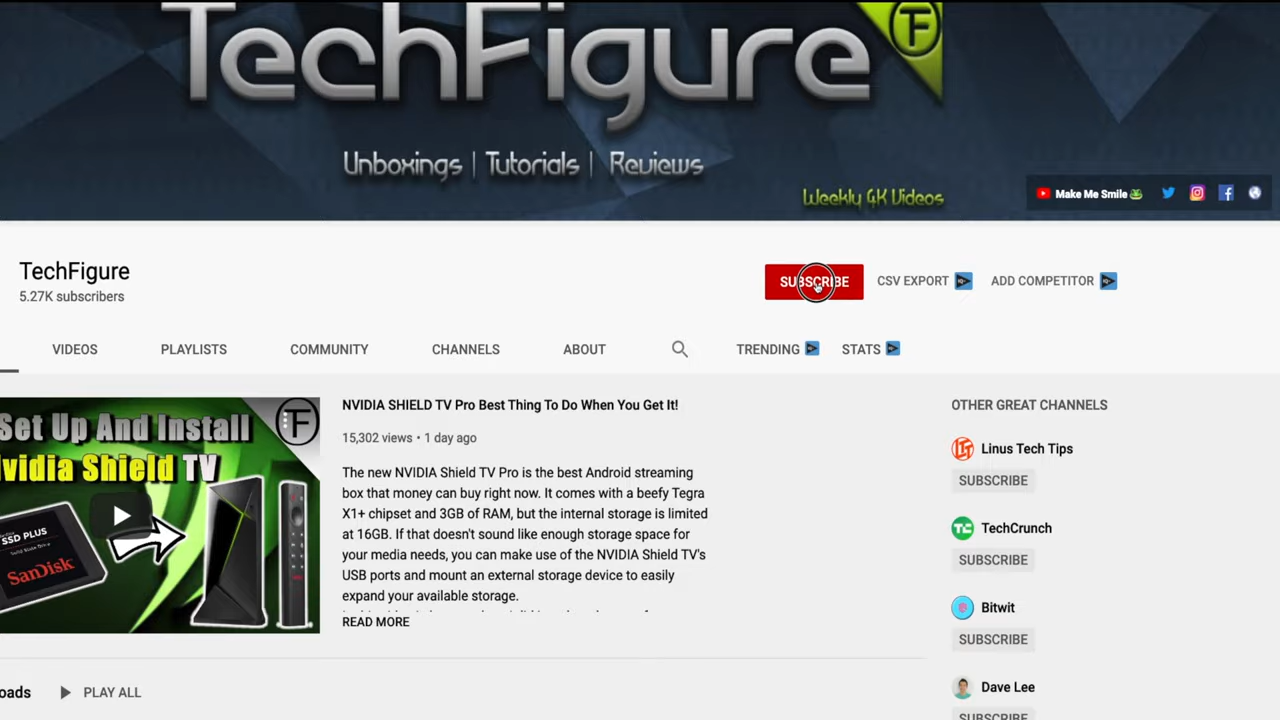 TechFigure
TF
Unboxings | Tutorials | Reviews
Weekly 4K Videos
Make Me Smile
TechFigure
5.27K subscribers
SUBSCRIBE
CSV EXPORT
ADD COMPETITOR
VIDEOS
PLAYLISTS
COMMUNITY
CHANNELS
ABOUT
TRENDING
STATS
Set Up And Install
vidia Shield TV
SSD PLUS
SanDisk
NVIDIA SHIELD TV Pro Best Thing To Do When You Get It!
15,302 views • 1 day ago
The new NVIDIA Shield TV Pro is the best Android streaming
box that money can buy right now. It comes with a beefy Tegra
X1+ chipset and 3GB of RAM, but the internal storage is limited
at 16GB. If that doesn't sound like enough storage space for
your media needs, you can make use of the NVIDIA Shield TV's
USB ports and mount an external storage device to easily
expand your available storage.
READ MORE
OTHER GREAT CHANNELS
Linus Tech Tips
SUBSCRIBE
TechCrunch
SUBSCRIBE
Bitwit
SUBSCRIBE
Dave Lee
SUBSCRIBE
oads
PLAY ALL